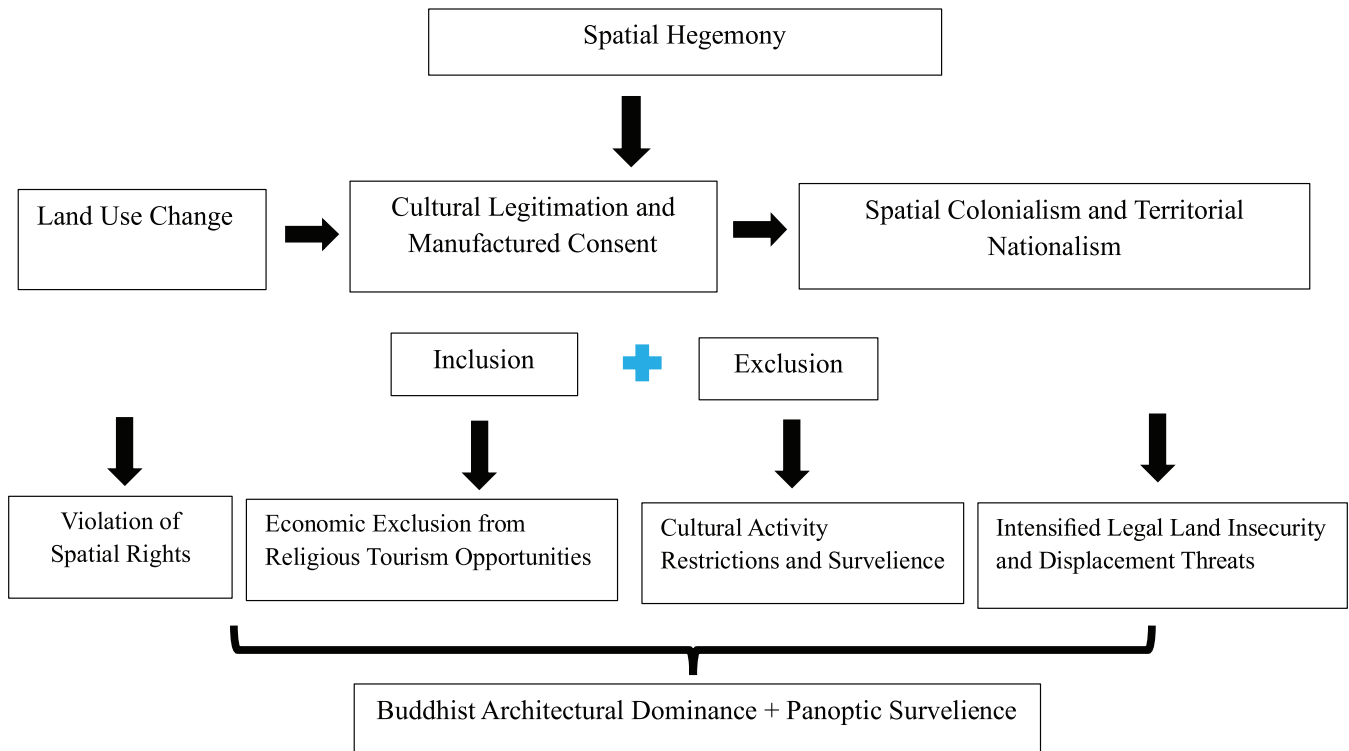 Spatial Hegemony
Land Use Change
Cultural Legitimation and
Manufactured Consent
Spatial Colonialism and Territorial
Nationalism
Inclusion
Exclusion
Violation of
Spatial Rights
Economic Exclusion from
Religious Tourism Opportunities
Cultural Activity
Restrictions and Survelience
Intensified Legal Land Insecurity
and Displacement Threats
Buddhist Architectural Dominance + Panoptic Survelience